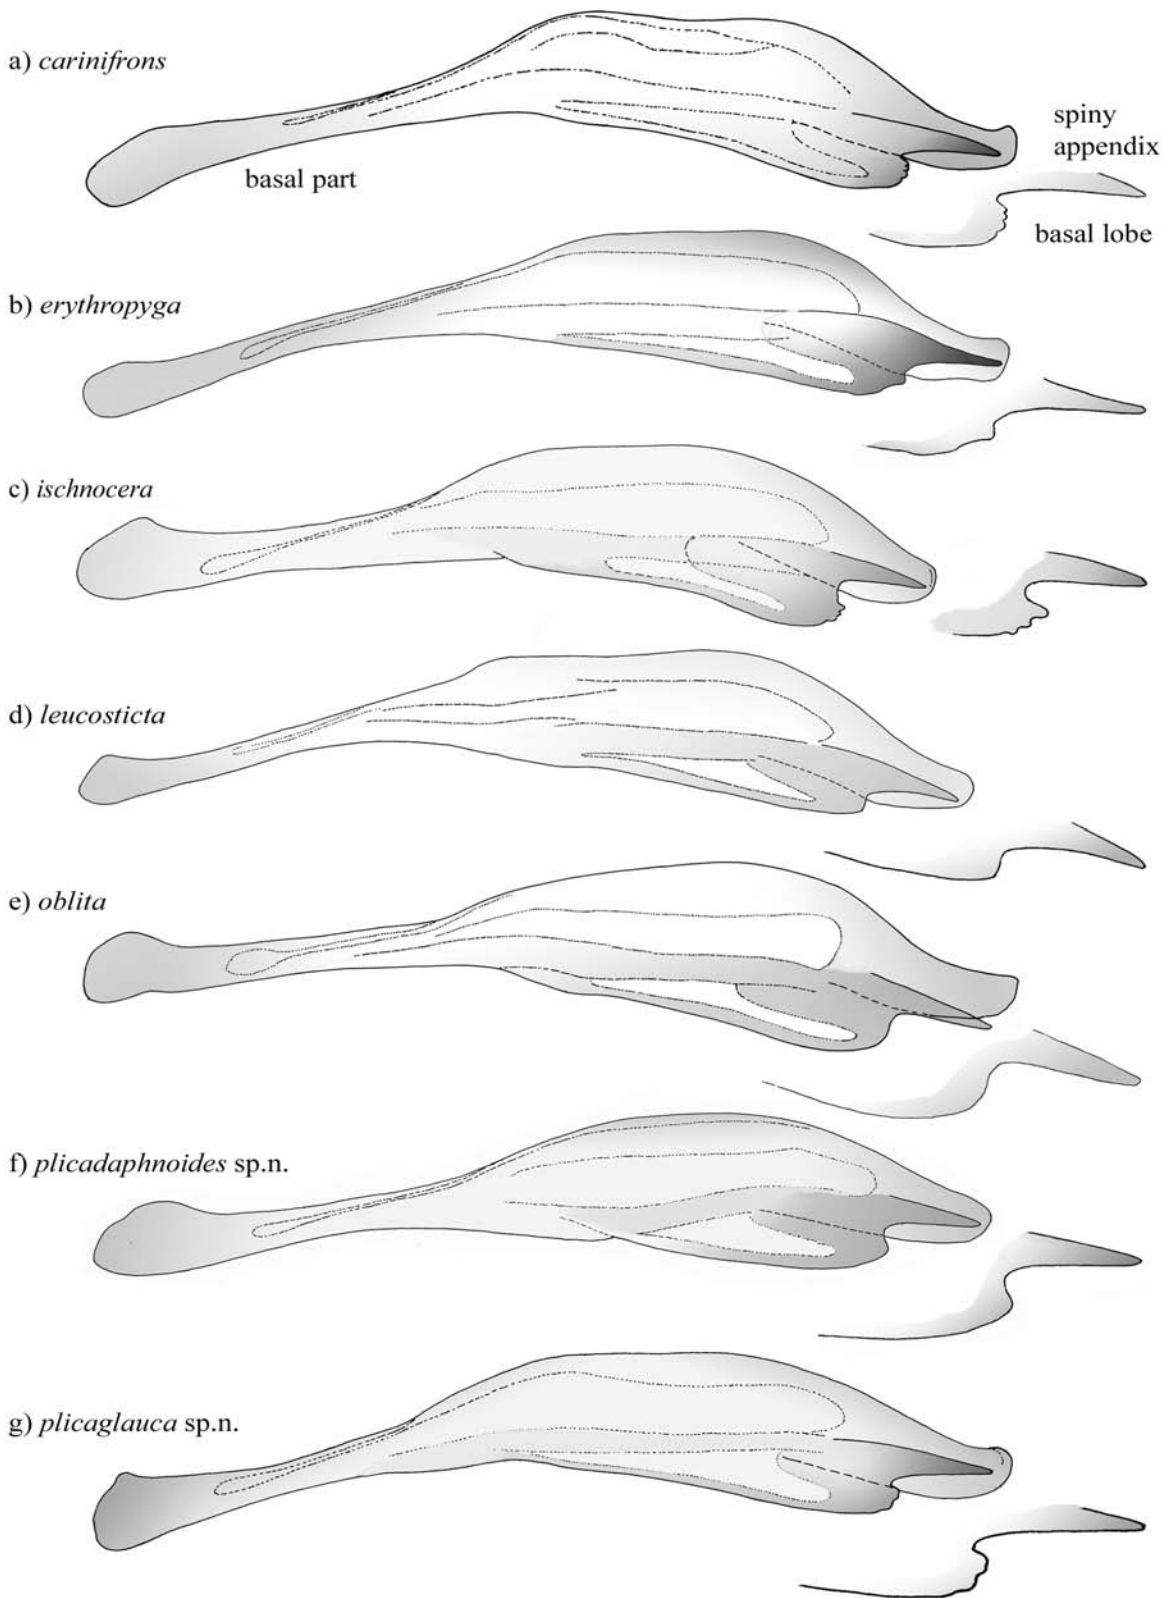 a) carinifrons
spiny
appendix
basal part
basal lobe
b) erythropyga
c) ischnocera
d) leucosticta
e) oblita
f) plicadaphnoides sp.n.
g) plicaglauca sp.n.